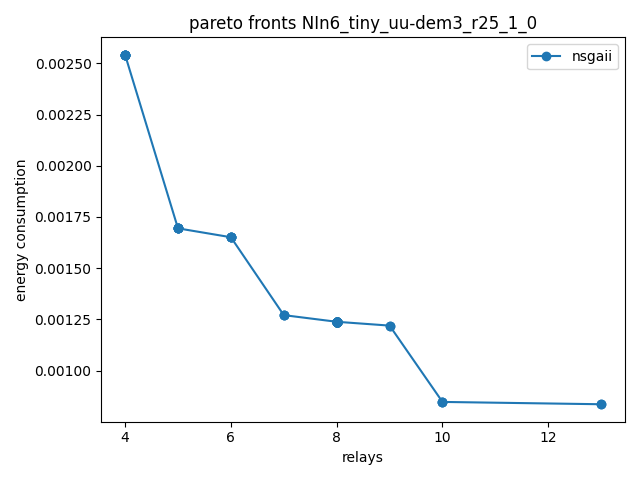 pareto fronts NIn6_tiny_uu-dem3_r25_1_0
nsgaii
energy consumption
0.00250
0.00225
0.00200
0.00175
0.00150
0.00125
0.00100
4 6 8 10 12
relays